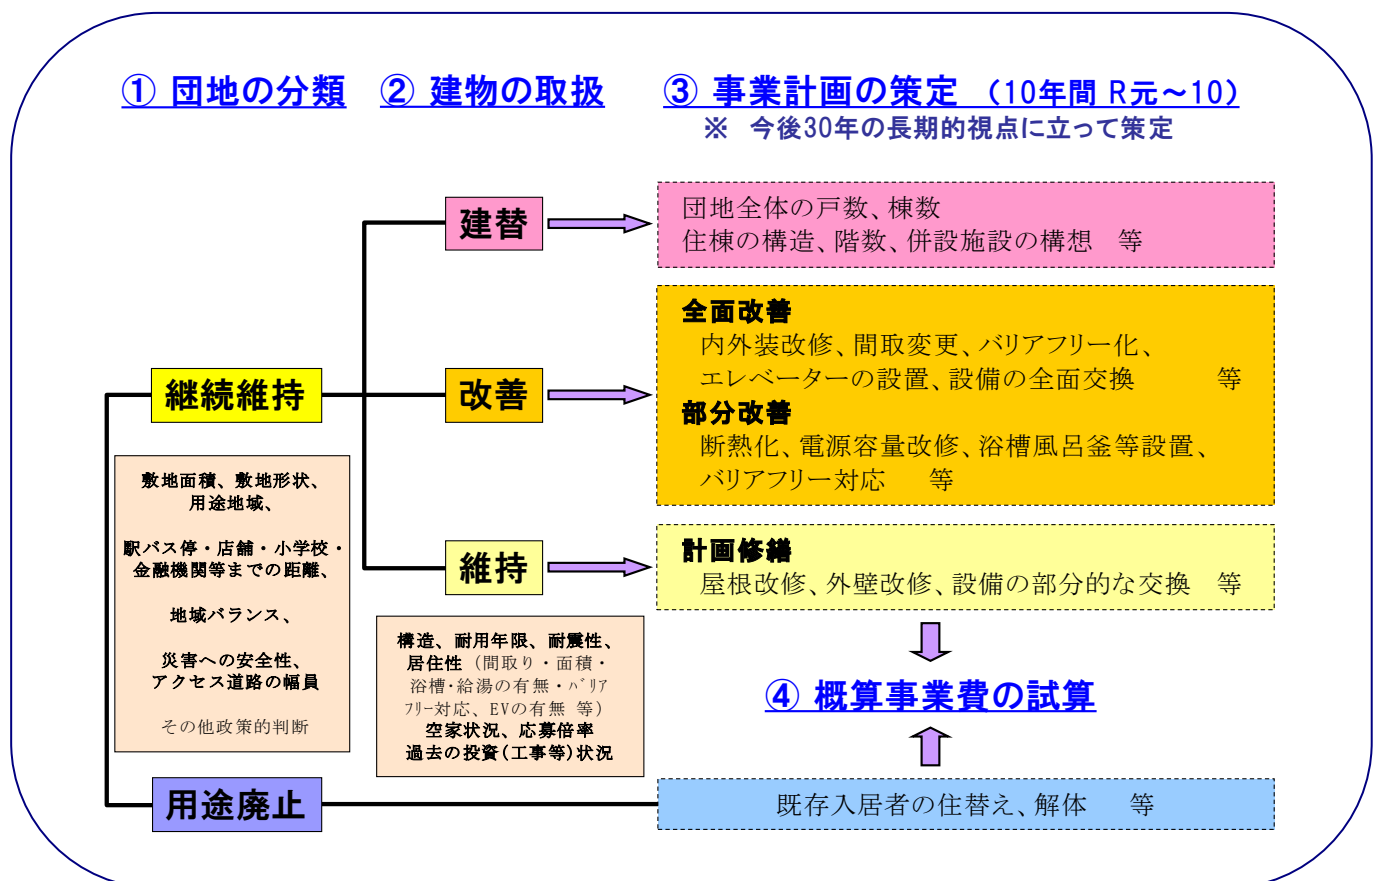 ① 団地の分類
② 建物の取扱
③ 事業計画の策定 （10年間 R元～10）
※　今後30年の長期的視点に立って策定
建替
団地全体の戸数、棟数
住棟の構造、階数、併設施設の構想　等
継続維持
改善
全面改善
内外装改修、間取変更、バリアフリー化、
エレベーターの設置、設備の全面交換　　　等
部分改善
断熱化、電源容量改修、浴槽風呂釜等設置、
バリアフリー対応　　等
敷地面積、敷地形状、
用途地域、
駅バス停・店舗・小学校・
金融機関等までの距離、
地域バランス、
災害への安全性、
アクセス道路の幅員
その他政策的判断
維持
計画修繕
屋根改修、外壁改修、設備の部分的な交換　等
構造、耐用年限、耐震性、
居住性（間取り・面積・
浴槽・給湯の有無・ﾊﾞﾘｱ
ﾌﾘｰ対応、EVの有無 等）
空家状況、応募倍率
過去の投資(工事等)状況
④ 概算事業費の試算
用途廃止
既存入居者の住替え、解体　　等